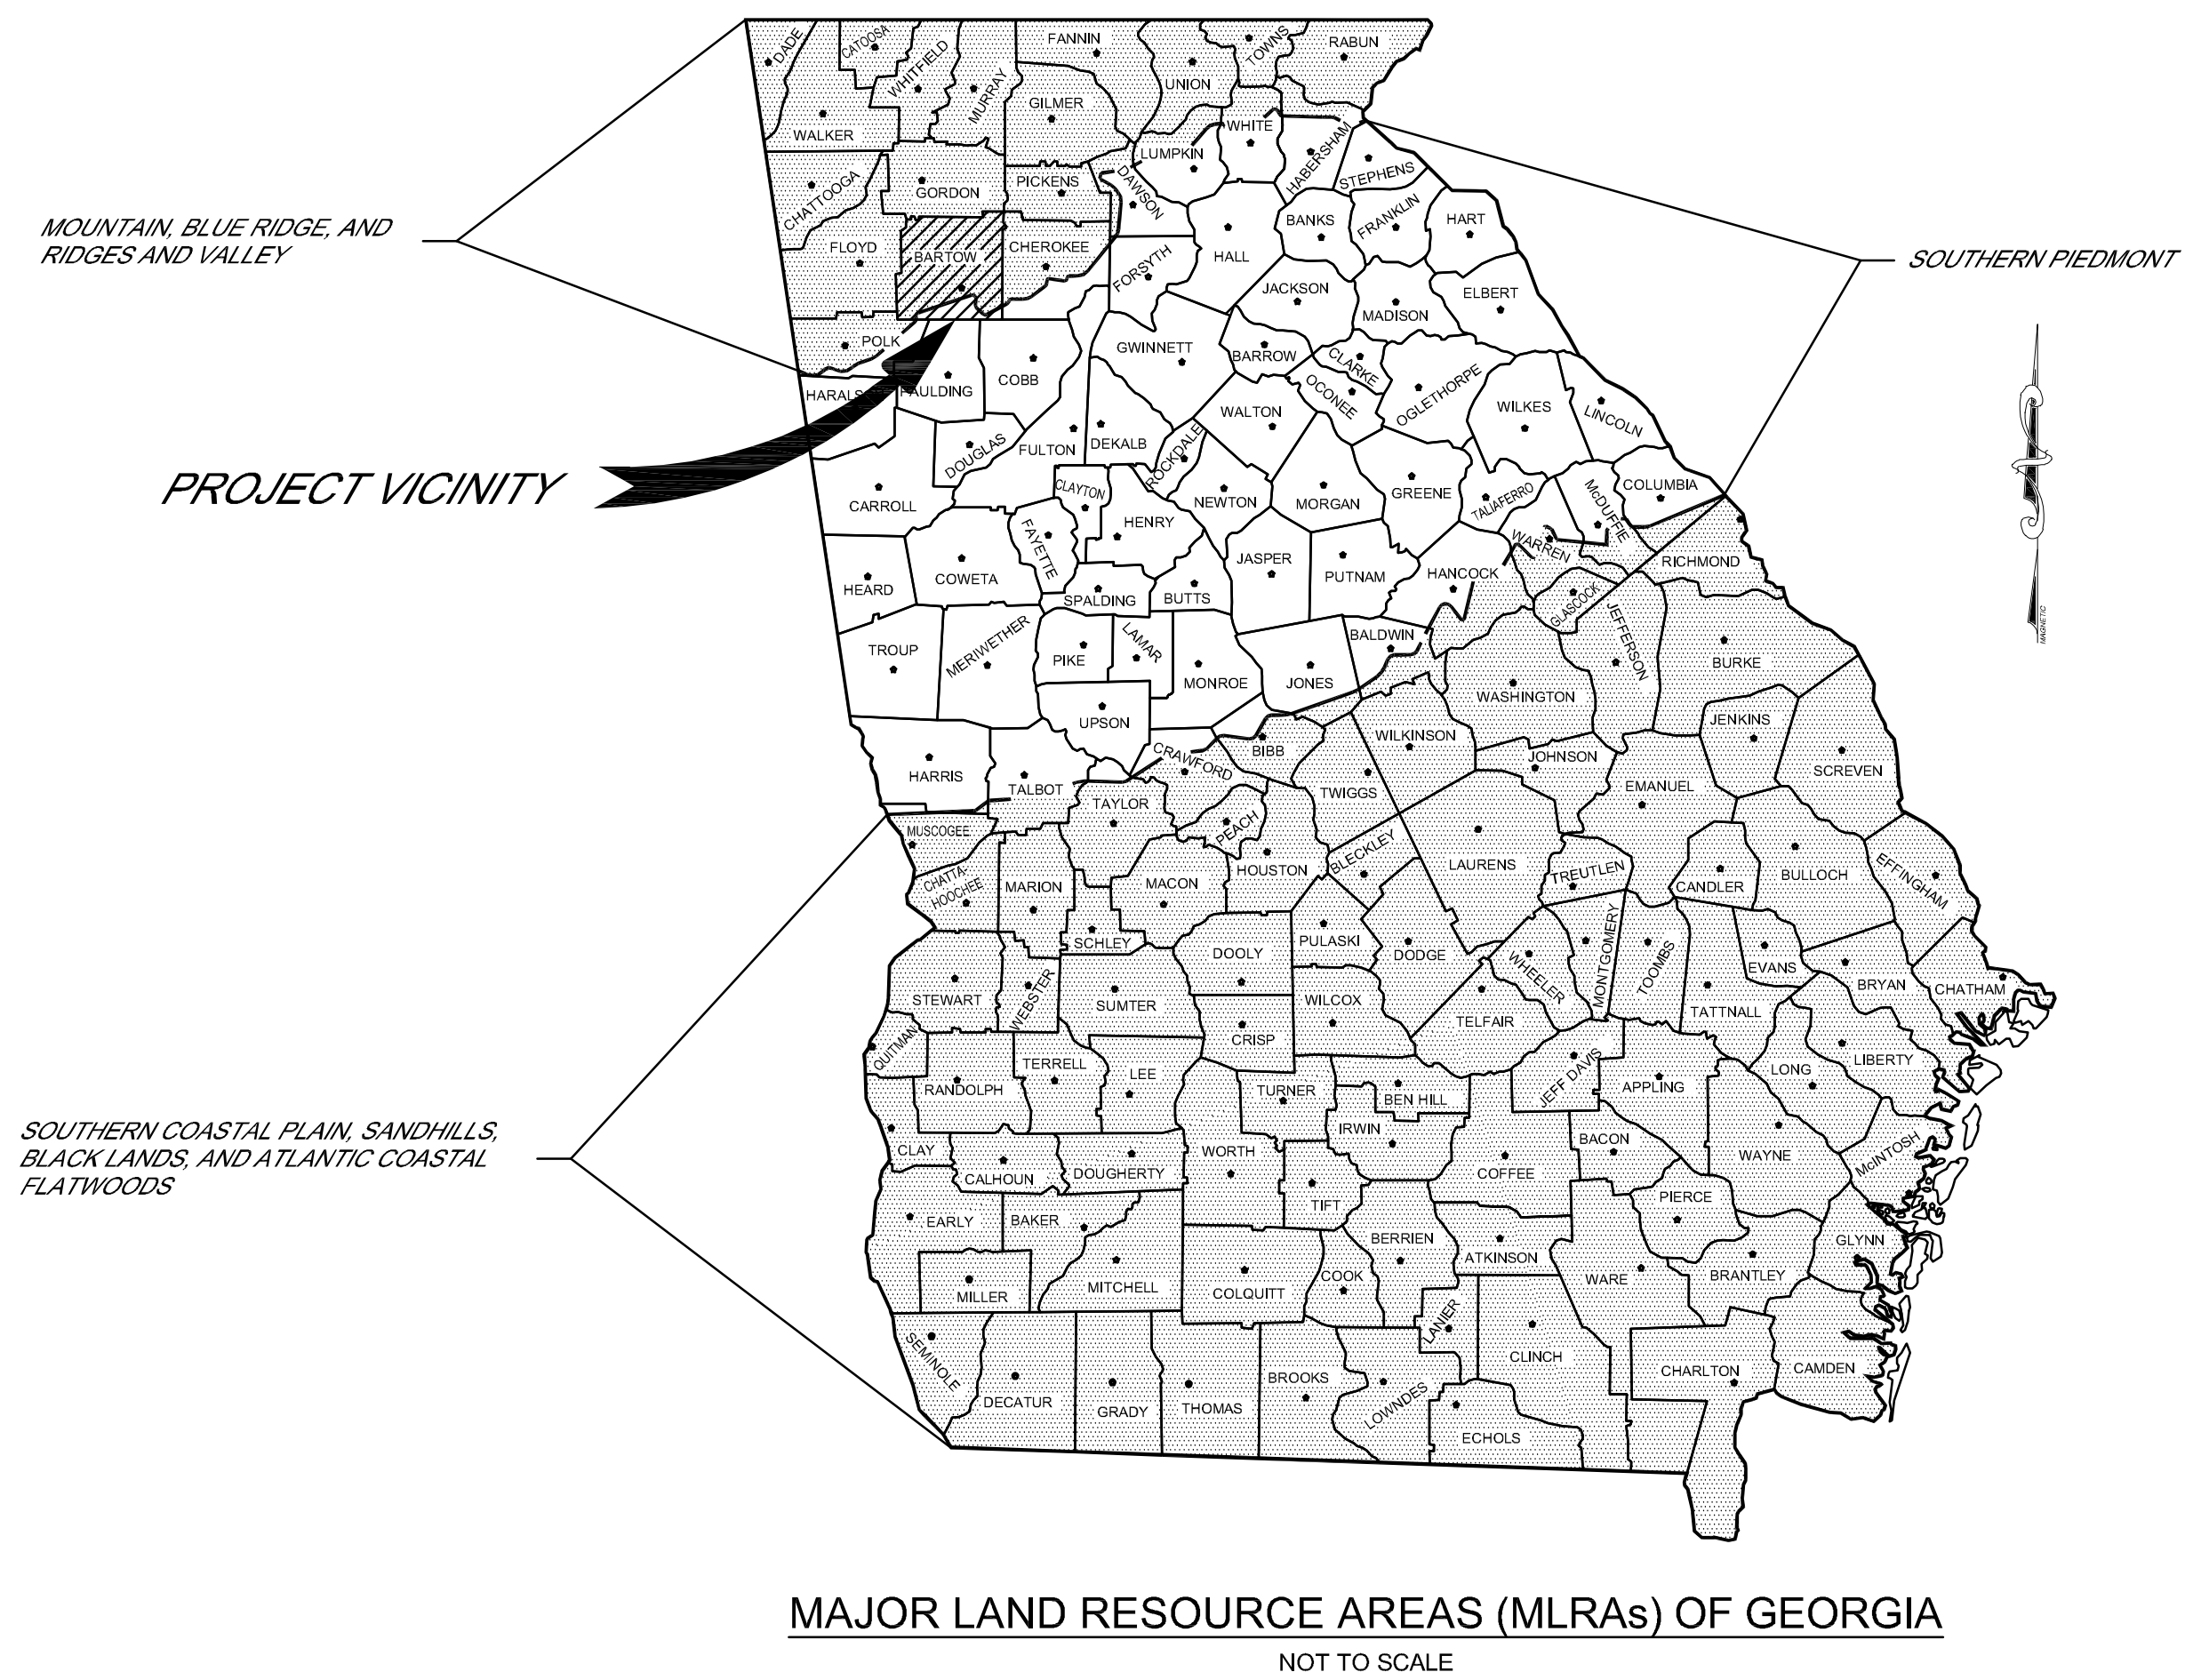 DADE
CATOOSA
WHITFIELD
MURRAY
FANNIN
UNION
TOWNS
RABUN
WALKER
GILMER
WHITE
LUMPKIN
HABERSHAM
STEPHENS
CHATTOOGA
GORDON
PICKENS
DAWSON
MOUNTAIN, BLUE RIDGE, AND
RIDGES AND VALLEY
FLOYD
BARTOW
CHEROKEE
FORSYTH
HALL
BANKS
FRANKLIN
HART
SOUTHERN PIEDMONT
JACKSON
MADISON
ELBERT
POLK
GWINNETT
BARROW
CLARKE
HARALS
PAULDING
COBB
OCONEE
OGLETHORPE
WALTON
WILKES
LINCOLN
DOUGLAS
FULTON
DEKALB
ROCKDALE
PROJECT VICINITY
CARROLL
CLAYTON
NEWTON
MORGAN
GREENE
TALIAFERRO
McDUFFIE
COLUMBIA
HENRY
FAYETTE
WARREN
RICHMOND
HEARD
COWETA
JASPER
PUTNAM
HANCOCK
SPALDING
BUTTS
GLASCOCK
JEFFERSON
MAGNETIC
TROUP
MERIWETHER
PIKE
LAMAR
BALDWIN
BURKE
MONROE
JONES
WASHINGTON
UPSON
JENKINS
WILKINSON
BIBB
CRAWFORD
JOHNSON
SCREVEN
HARRIS
TALBOT
TAYLOR
TWIGGS
EMANUEL
MUSCOGEE
PEACH
BLECKLEY
LAURENS
HOUSTON
CHATTA-
HOOCHEE
MARION
MACON
TREUTLEN
CANDLER
BULLOCH
EFFINGHAM
SCHLEY
DOOLY
PULASKI
DODGE
WHEELER
MONTGOMERY
TOOMBS
EVANS
STEWART
WEBSTER
SUMTER
WILCOX
BRYAN
CHATHAM
TELFAIR
TATTNALL
QUITMAN
CRISP
RANDOLPH
TERRELL
LEE
TURNER
BEN HILL
JEFF DAVIS
APPLING
LONG
LIBERTY
SOUTHERN COASTAL PLAIN, SANDHILLS,
BLACK LANDS, AND ATLANTIC COASTAL
FLATWOODS
CLAY
CALHOUN
DOUGHERTY
WORTH
IRWIN
COFFEE
BACON
WAYNE
McINTOSH
TIFT
PIERCE
EARLY
BAKER
BERRIEN
ATKINSON
GLYNN
MILLER
MITCHELL
COLQUITT
COOK
WARE
BRANTLEY
LANIER
SEMINOLE
CLINCH
CHARLTON
CAMDEN
DECATUR
GRADY
THOMAS
BROOKS
LOWNDES
ECHOLS
MAJOR LAND RESOURCE AREAS (MLRAs) OF GEORGIA
NOT TO SCALE